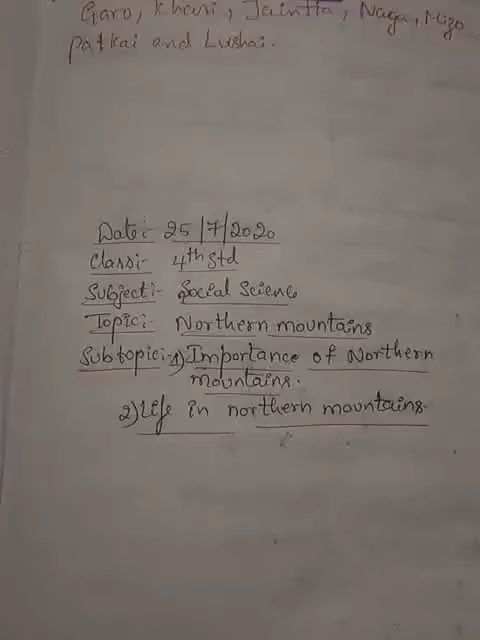 Garo, Khasi, Jaintia, Naga, Mizo
Patkai and Lushai.
Date:- 25/7/2020
Class:- 4th Std
Subject:- Social Science
Topic:- Northern mountains
Subtopic:-1) Importance of Northern
mountains.
2) Life in northern mountains.